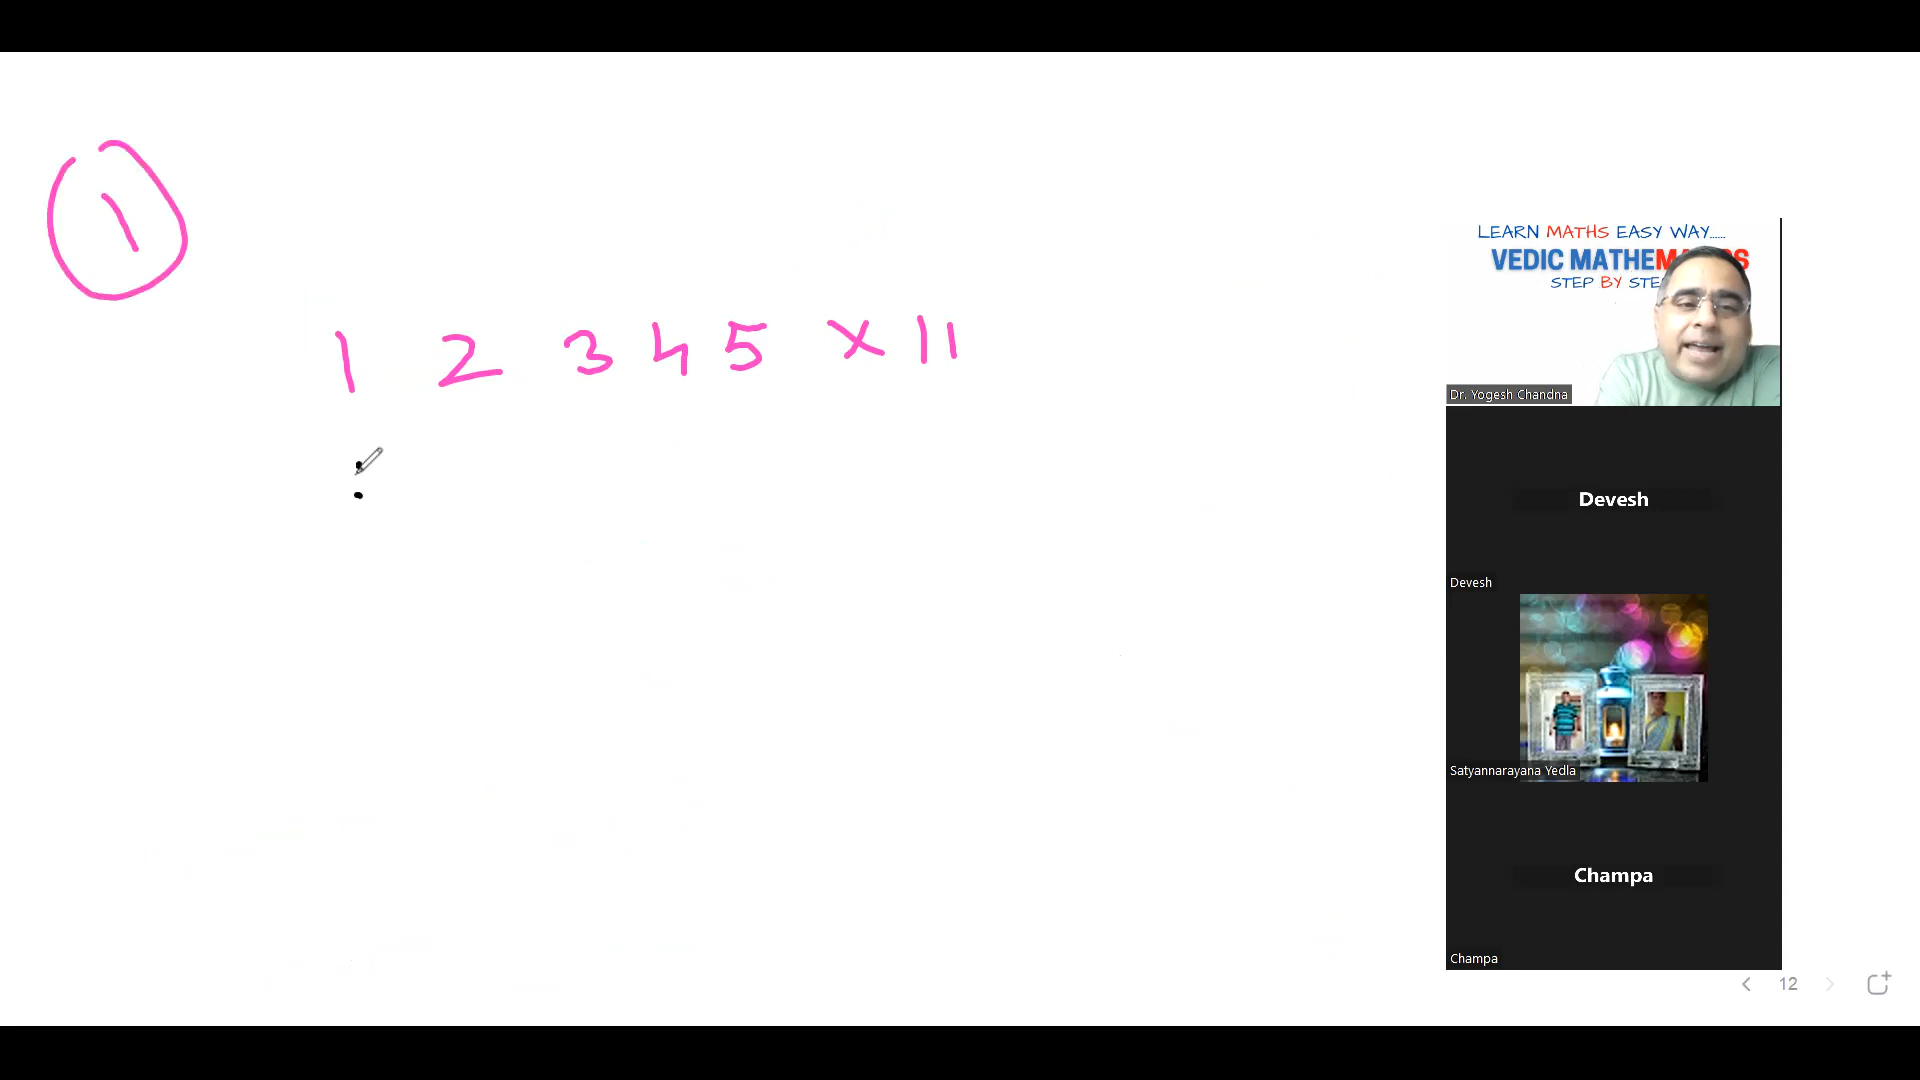 1
1 2 3 4 5 x 11
LEARN MATHS EASY WAY......
VEDIC MATHEM
STEP BY STE
Dr. Yogesh Chandna
Devesh
Devesh
Satyannarayana Yedla
Champa
Champa
12